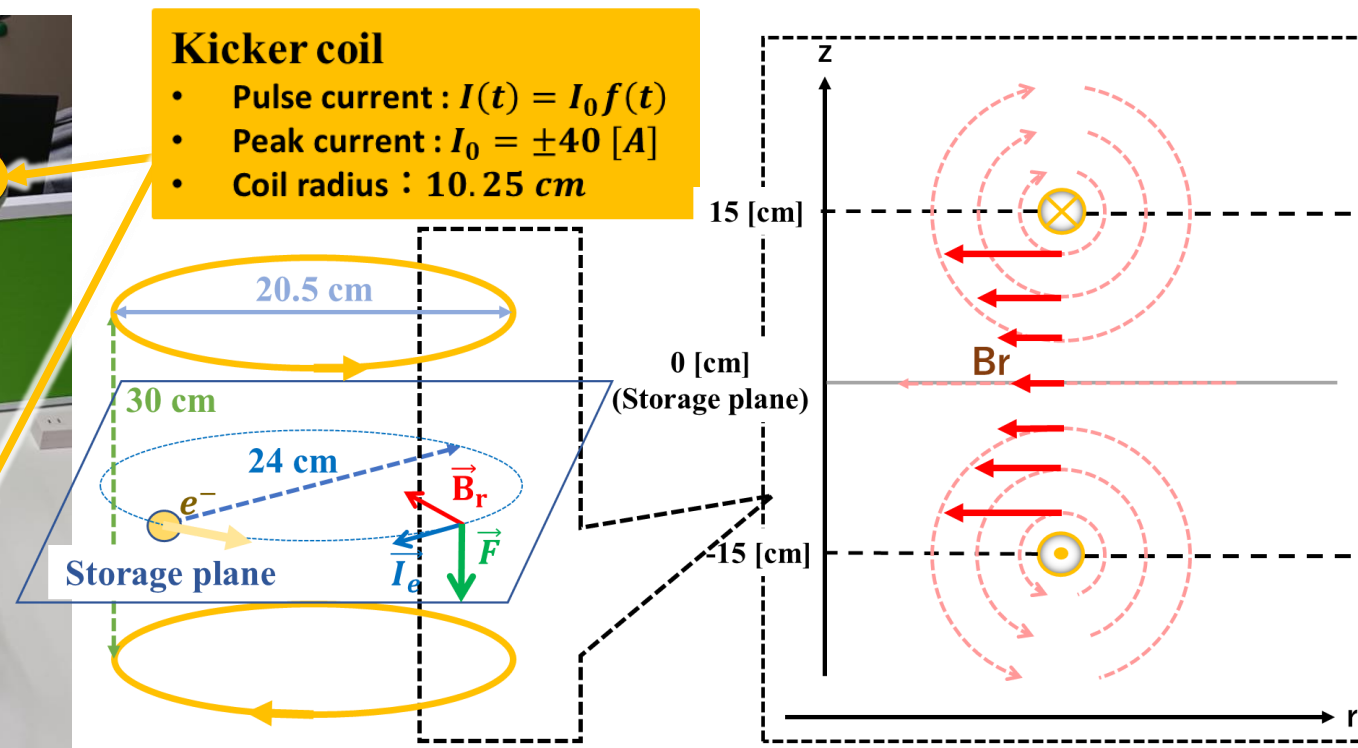 Kicker coil
• Pulse current : I(t) = I₀f(t)
• Peak current : I₀ = ±40 [A]
• Coil radius：10.25 cm
20.5 cm
30 cm
24 cm
e⁻
B⃗r
I⃗e
F⃗
Storage plane
z
15 [cm]
0 [cm]
(Storage plane)
Br
-15 [cm]
r